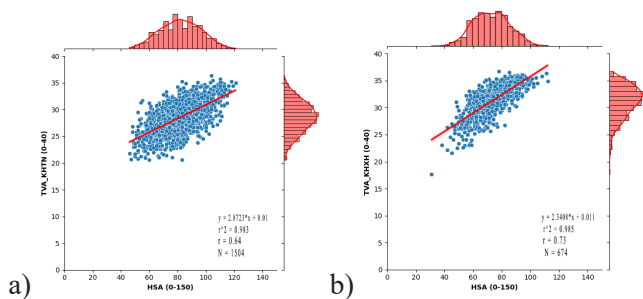 40
35
30
25
20
15
10
5
0
TVA_KHTN (0-40)
y = 2.8723*x + 0.01
r^2 = 0.983
r = 0.64
N = 1504
0 20 40 60 80 100 120 140
HSA (0-150)
a)
40
35
30
25
20
15
10
5
0
TVA_KHXH (0-40)
y = 2.3408*x + 0.011
r^2 = 0.985
r = 0.73
N = 674
0 20 40 60 80 100 120 140
HSA (0-150)
b)